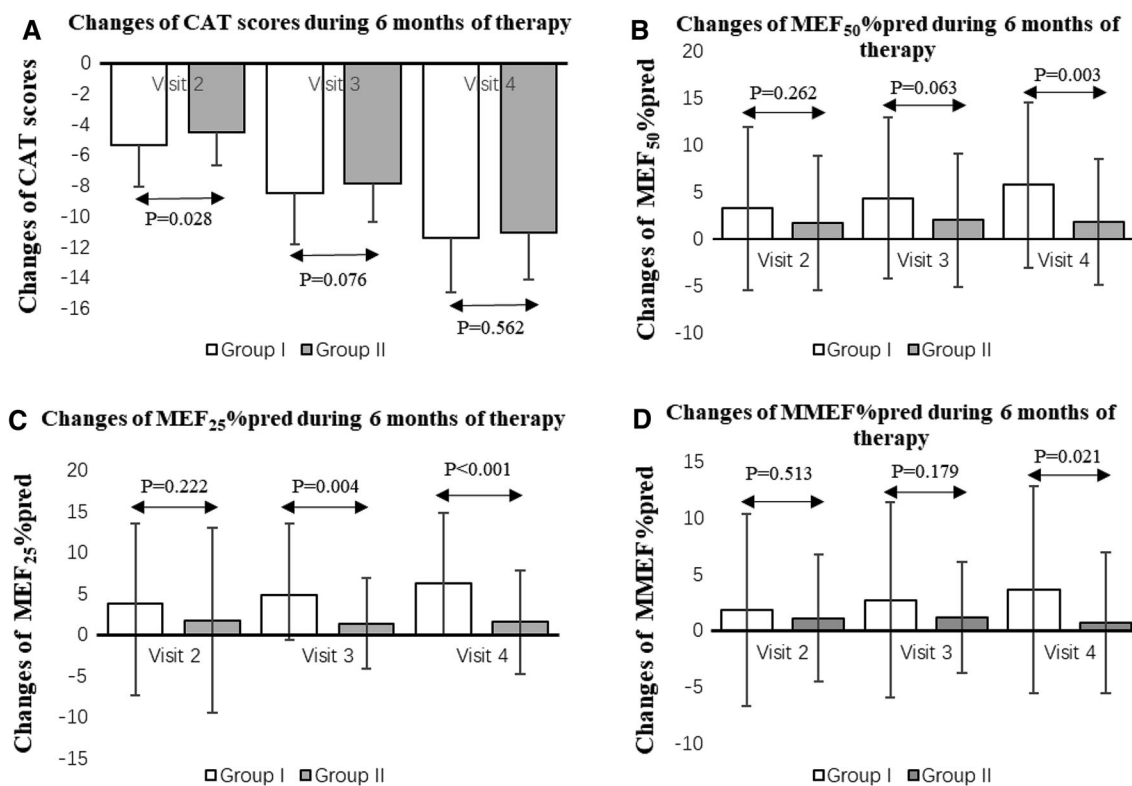 A
Changes of CAT scores during 6 months of therapy
Changes of CAT scores
0
-2
-4
-6
-8
-10
-12
-14
-16
Visit 2
Visit 3
Visit 4
P=0.028
P=0.076
P=0.562
Group I
Group II
B
Changes of MEF50%pred during 6 months of
therapy
Changes of MEF50%pred
20
15
10
5
0
-5
-10
P=0.262
P=0.063
P=0.003
Visit 2
Visit 3
Visit 4
Group I
Group II
C
Changes of MEF25%pred during 6 months of therapy
Changes of MEF25%pred
20
15
10
5
0
-5
-10
-15
P=0.222
P=0.004
P<0.001
Visit 2
Visit 3
Visit 4
Group I
Group II
D
Changes of MMEF%pred during 6 months of
therapy
Changes of MMEF%pred
15
10
5
0
-5
-10
P=0.513
P=0.179
P=0.021
Visit 2
Visit 3
Visit 4
Group I
Group II